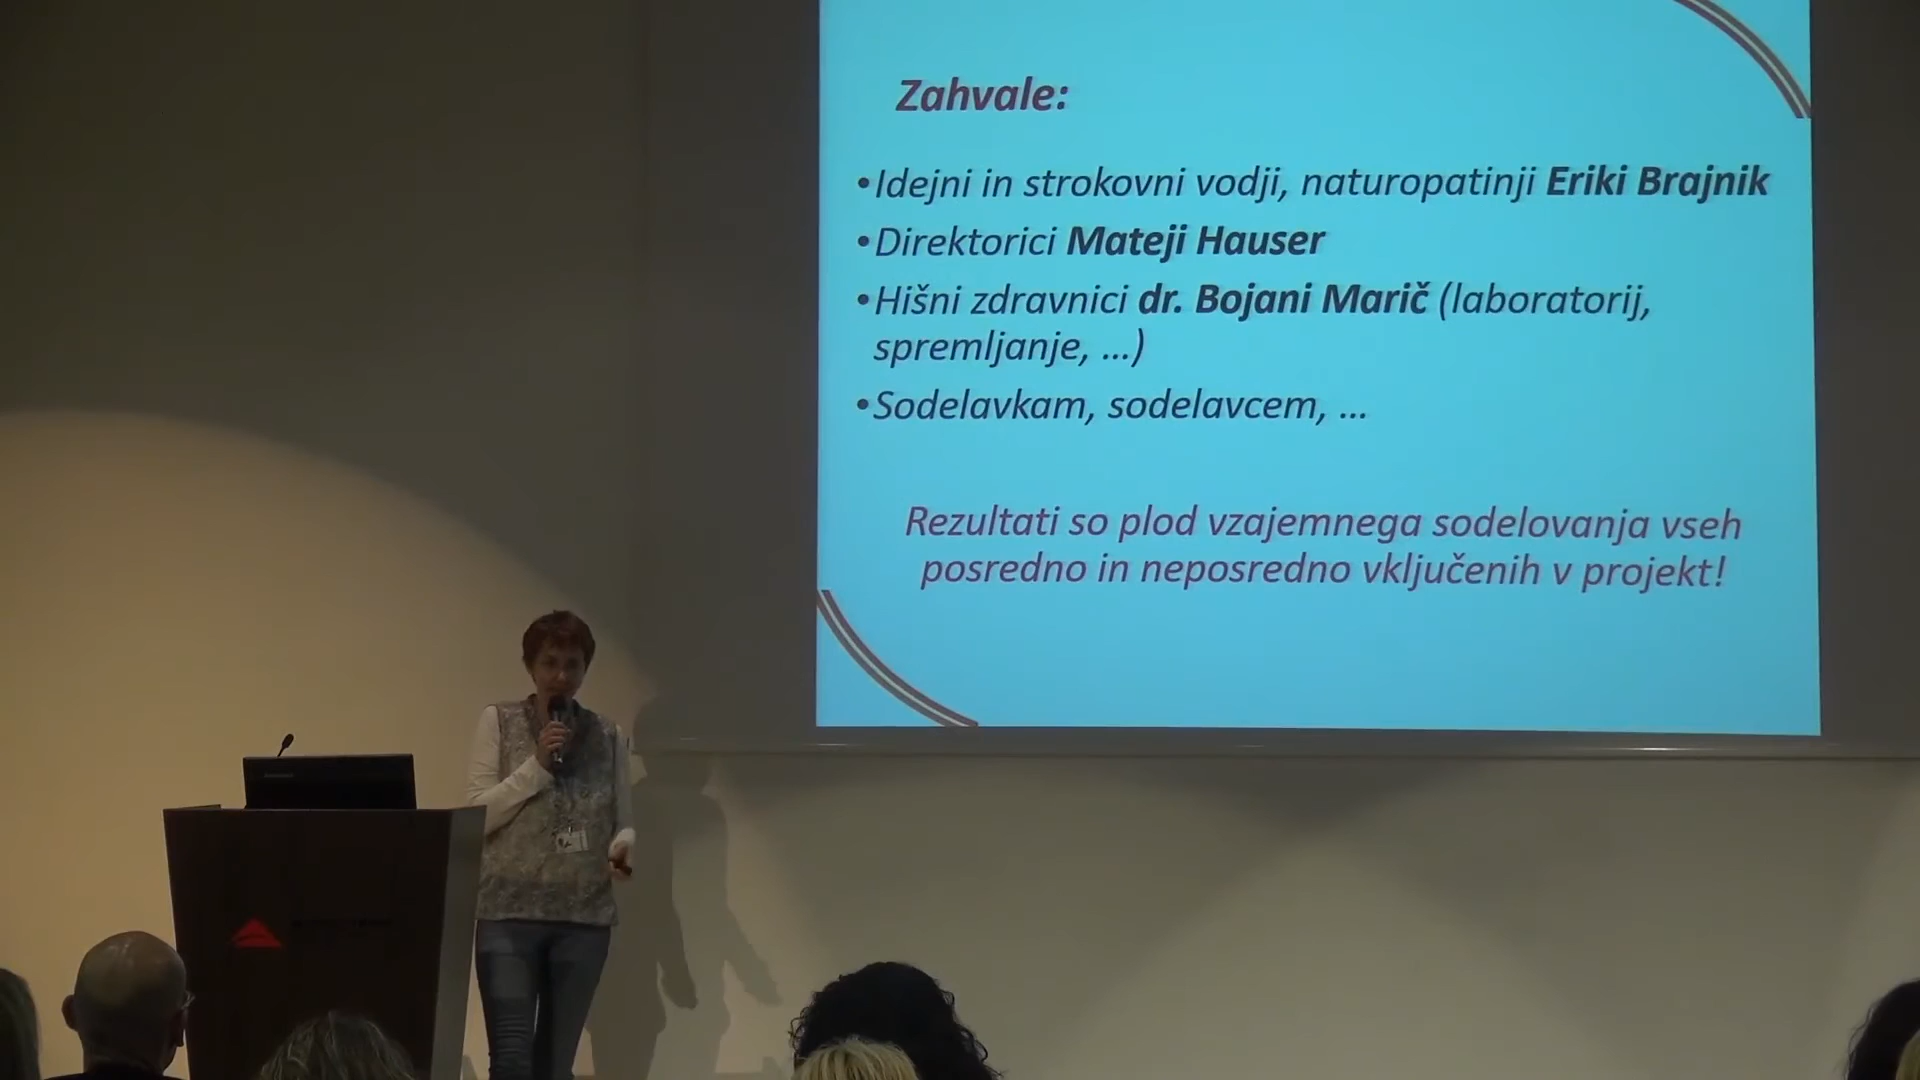 Zahvale:
•Idejni in strokovni vodji, naturopatinji Eriki Brajnik
•Direktorici Mateji Hauser
•Hišni zdravnici dr. Bojani Marič (laboratorij,
spremljanje, ...)
•Sodelavkam, sodelavcem, ...
Rezultati so plod vzajemnega sodelovanja vseh
posredno in neposredno vključenih v projekt!